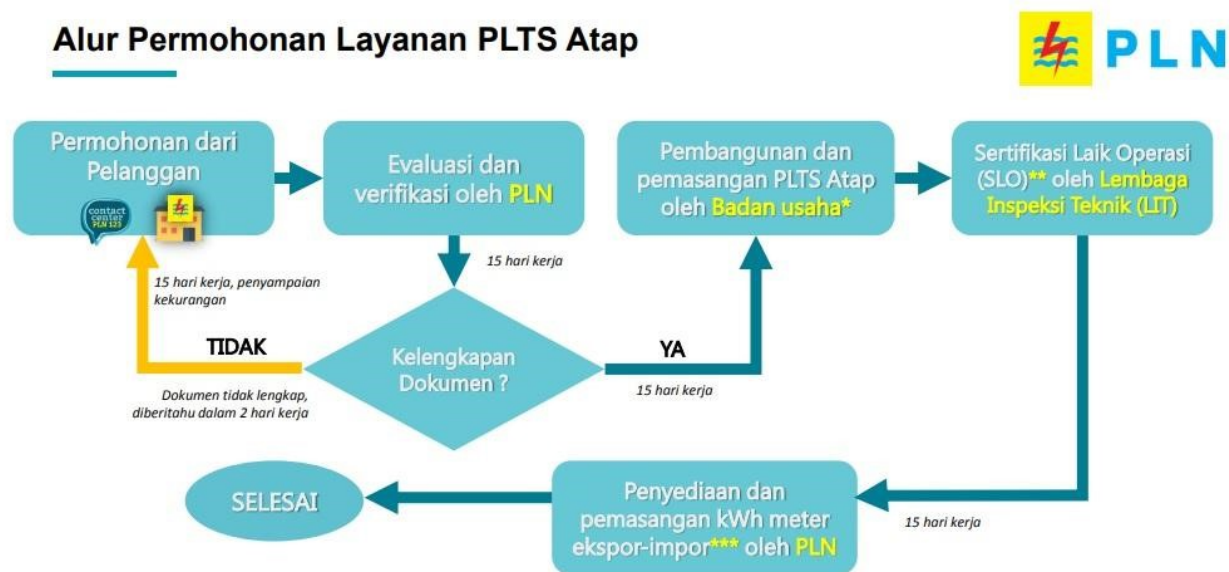 Alur Permohonan Layanan PLTS Atap
PLN
Permohonan dari
Pelanggan
contact
center
PLN 123
Evaluasi dan
verifikasi oleh PLN
Pembangunan dan
pemasangan PLTS Atap
oleh Badan usaha*
Sertifikasi Laik Operasi
(SLO)** oleh Lembaga
Inspeksi Teknik (LIT)
15 hari kerja
15 hari kerja, penyampaian
kekurangan
TIDAK
Kelengkapan
Dokumen ?
YA
15 hari kerja
Dokumen tidak lengkap,
diberitahu dalam 2 hari kerja
SELESAI
Penyediaan dan
pemasangan kWh meter
ekspor-impor*** oleh PLN
15 hari kerja